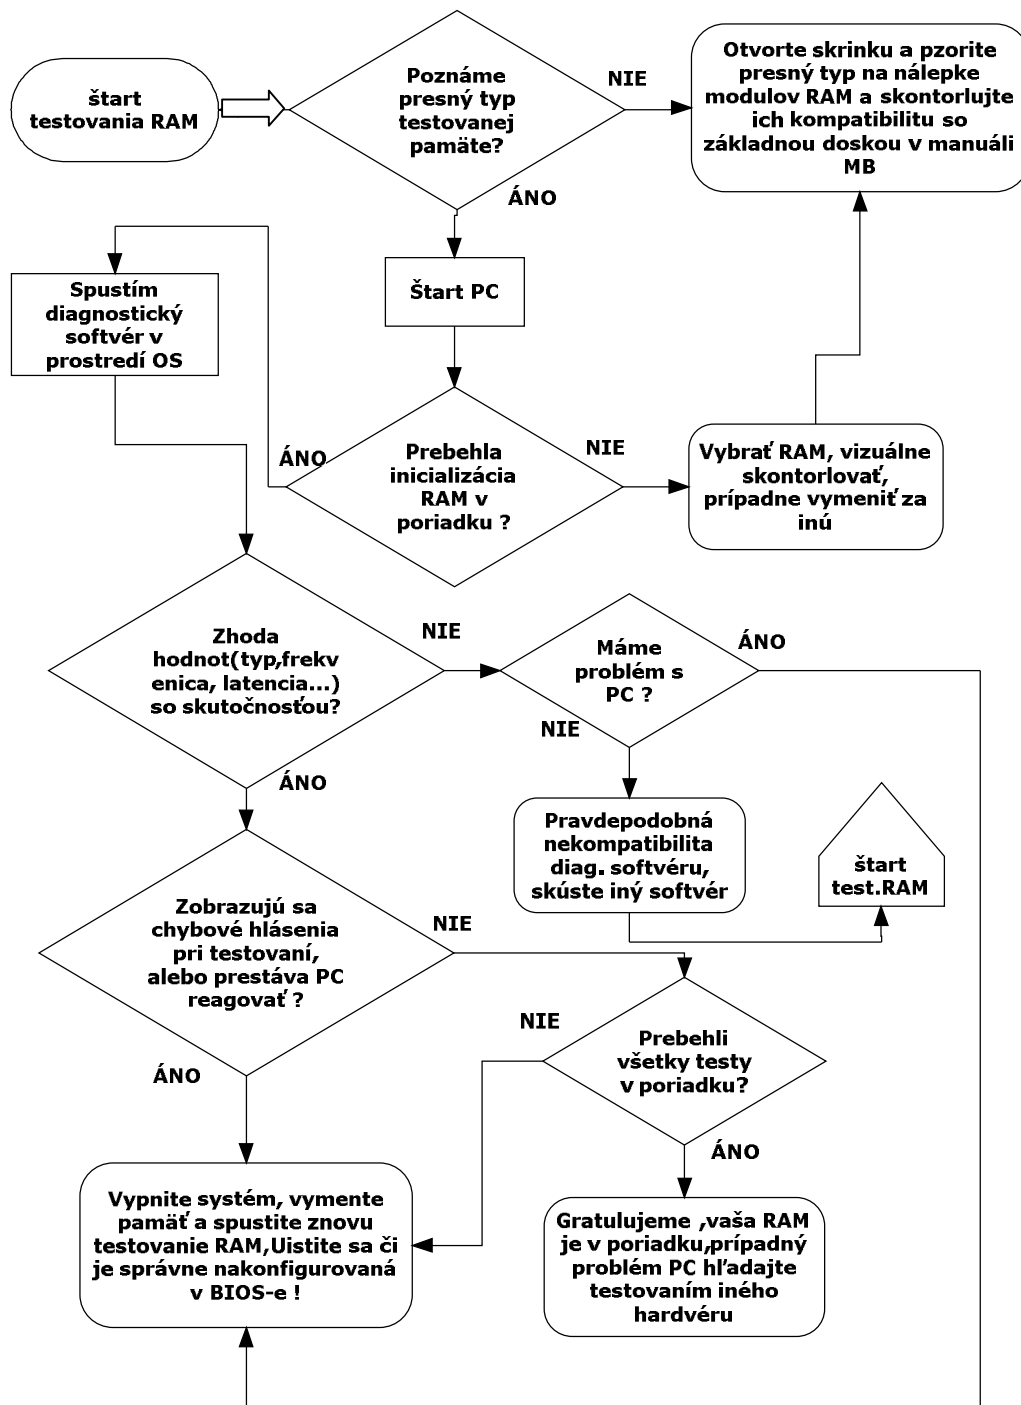 štart
testovania RAM
Poznáme
presný typ
testovanej
pamäte?
NIE
Otvorte skrinku a pzorite
presný typ na nálepke
modulov RAM a skontorlujte
ich kompatibilitu so
základnou doskou v manuáli
MB
ÁNO
Štart PC
Spustím
diagnostický
softvér v
prostredí OS
ÁNO
Prebehla
inicializácia
RAM v
poriadku ?
NIE
Vybrať RAM, vizuálne
skontorlovať,
prípadne vymeniť za
inú
Zhoda
hodnot(typ,frekv
enica, latencia...)
so skutočnosťou?
NIE
Máme
problém s
PC ?
ÁNO
NIE
ÁNO
Pravdepodobná
nekompatibilita
diag. softvéru,
skúste iný softvér
štart
test.RAM
Zobrazujú sa
chybové hlásenia
pri testovaní,
alebo prestáva PC
reagovať ?
NIE
NIE
Prebehli
všetky testy
v poriadku?
ÁNO
ÁNO
Vypnite systém, vymente
pamäť a spustite znovu
testovanie RAM,Uistite sa či
je správne nakonfigurovaná
v BIOS-e !
Gratulujeme ,vaša RAM
je v poriadku,prípadný
problém PC hľadajte
testovaním iného
hardvéru